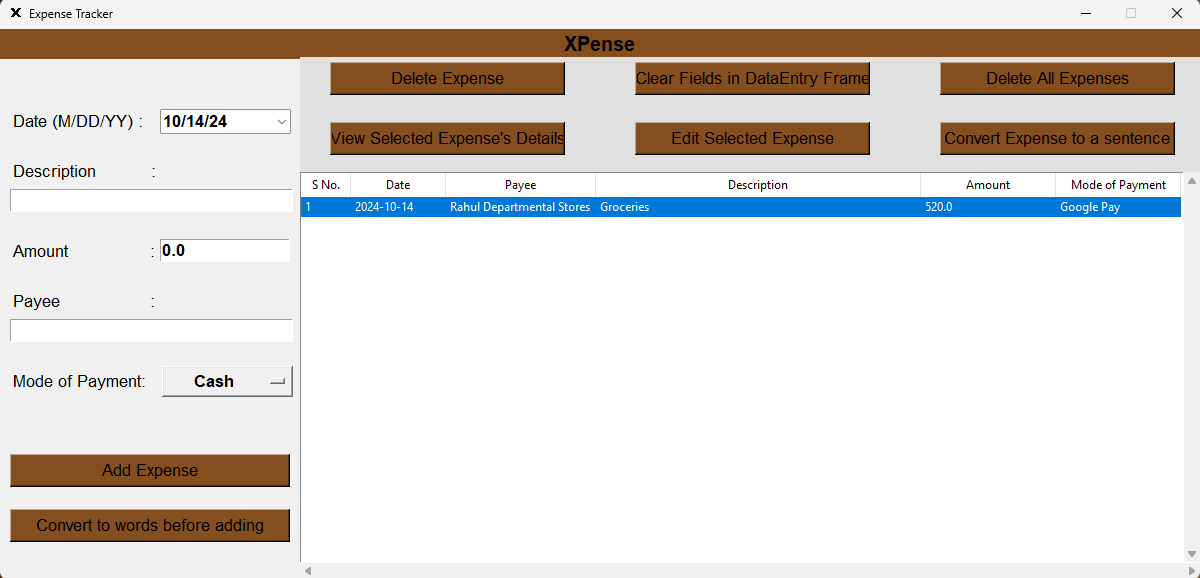 Expense Tracker
XPense
Delete Expense
Clear Fields in DataEntry Frame
Delete All Expenses
View Selected Expense's Details
Edit Selected Expense
Convert Expense to a sentence
Date (M/DD/YY) : 10/14/24
Description :
Amount : 0.0
Payee :
Mode of Payment: Cash
Add Expense
Convert to words before adding
S No. Date Payee Description Amount Mode of Payment
1 2024-10-14 Rahul Departmental Stores Groceries 520.0 Google Pay